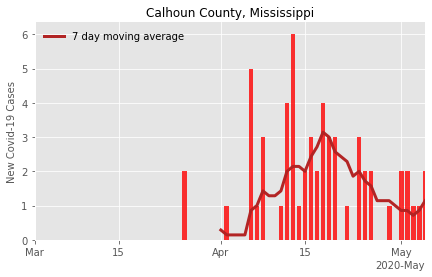 Calhoun County, Mississippi
7 day moving average
New Covid-19 Cases
6
5
4
3
2
1
0
Mar
15
Apr
15
May
2020-May